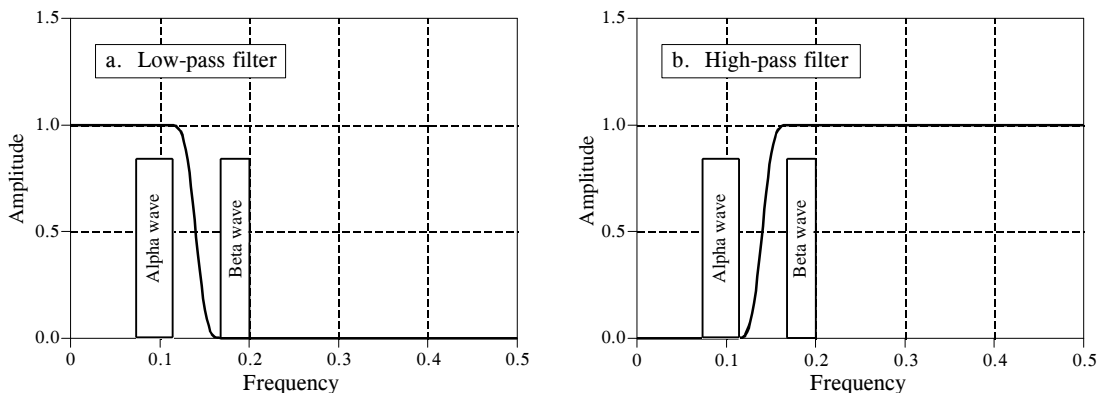 1.5
a. Low-pass filter
1.0
Amplitude
0.5
Alpha wave
Beta wave
0.0
0 0.1 0.2 0.3 0.4 0.5
Frequency
1.5
b. High-pass filter
1.0
Amplitude
0.5
Alpha wave
Beta wave
0.0
0 0.1 0.2 0.3 0.4 0.5
Frequency